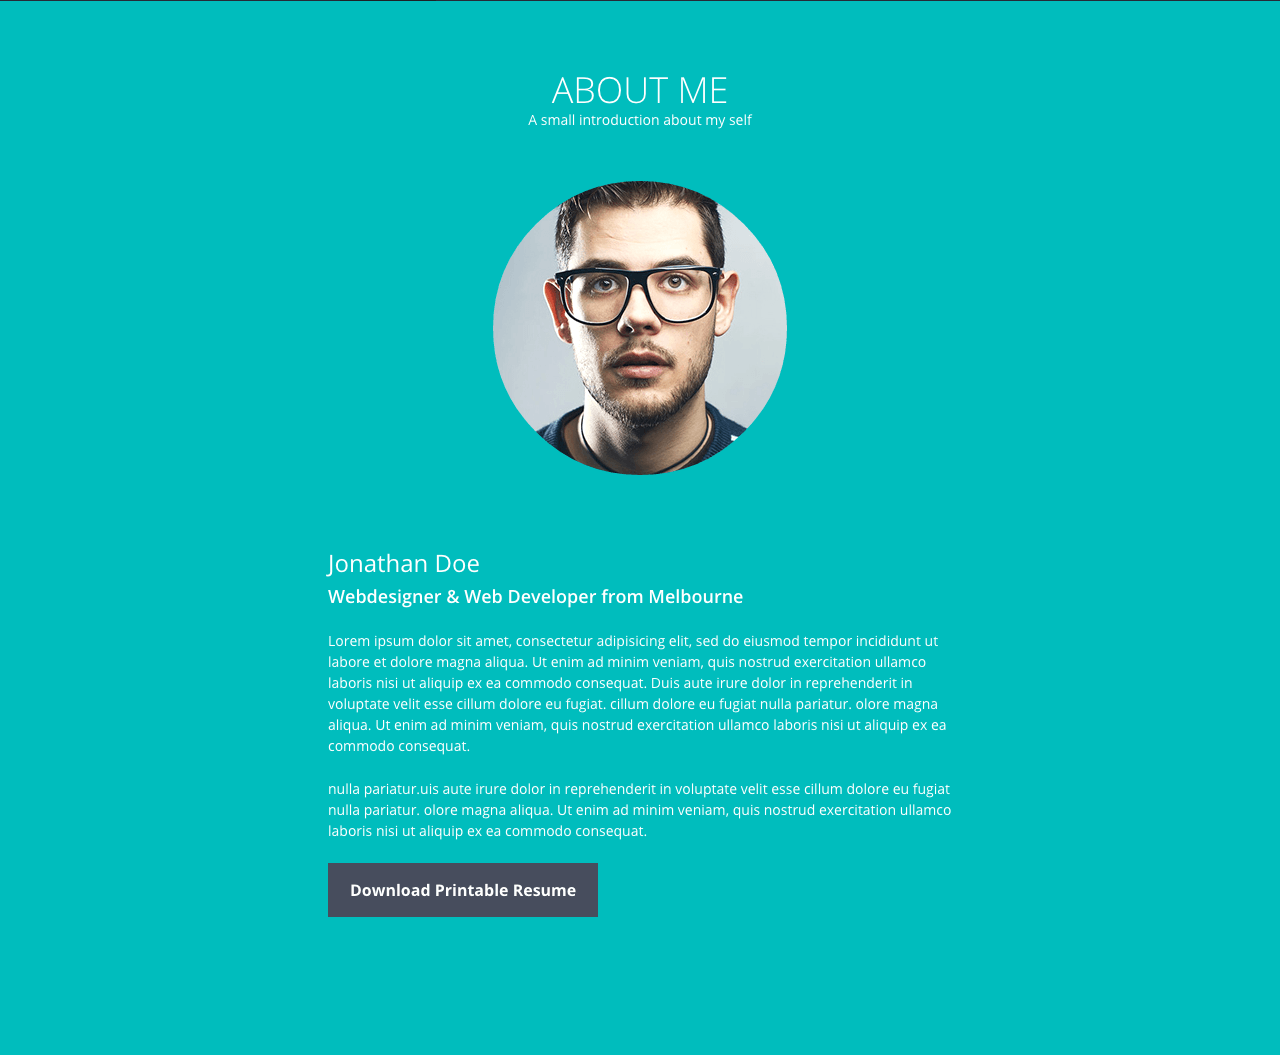 ABOUT ME
A small introduction about my self
Jonathan Doe
Webdesigner & Web Developer from Melbourne
Lorem ipsum dolor sit amet, consectetur adipisicing elit, sed do eiusmod tempor incididunt ut
labore et dolore magna aliqua. Ut enim ad minim veniam, quis nostrud exercitation ullamco
laboris nisi ut aliquip ex ea commodo consequat. Duis aute irure dolor in reprehenderit in
voluptate velit esse cillum dolore eu fugiat. cillum dolore eu fugiat nulla pariatur. olore magna
aliqua. Ut enim ad minim veniam, quis nostrud exercitation ullamco laboris nisi ut aliquip ex ea
commodo consequat.
nulla pariatur.uis aute irure dolor in reprehenderit in voluptate velit esse cillum dolore eu fugiat
nulla pariatur. olore magna aliqua. Ut enim ad minim veniam, quis nostrud exercitation ullamco
laboris nisi ut aliquip ex ea commodo consequat.
Download Printable Resume